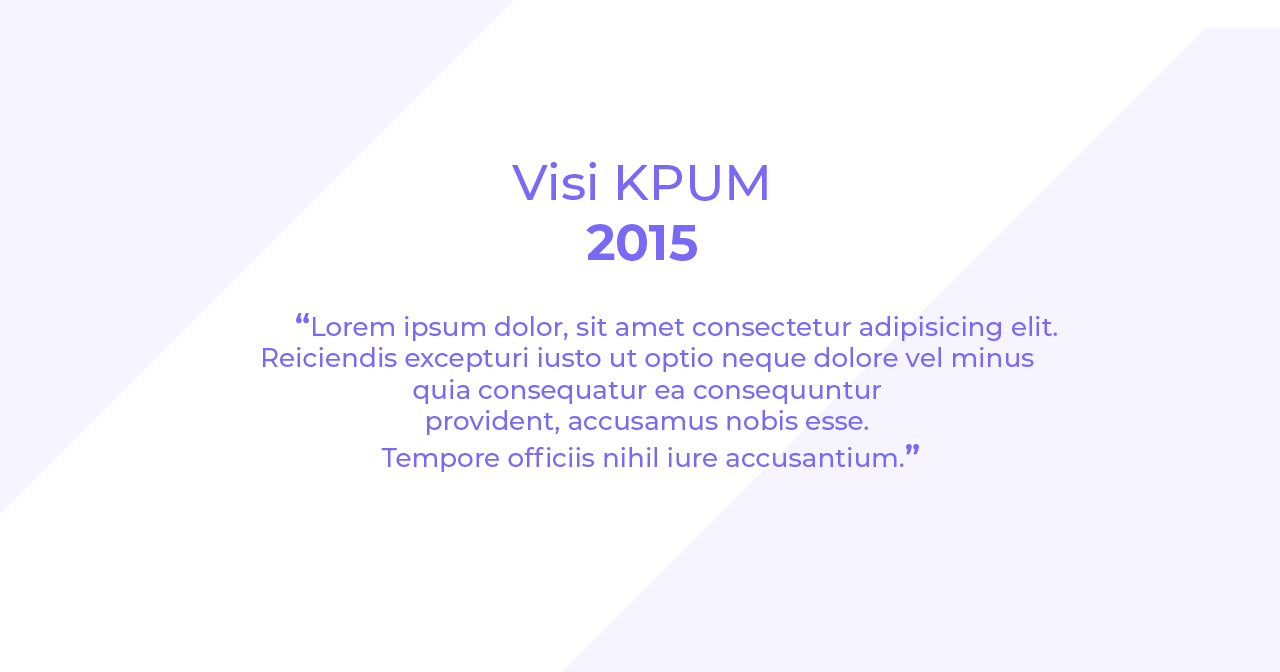 Visi KPUM
2015
“Lorem ipsum dolor, sit amet consectetur adipisicing elit.
Reiciendis excepturi iusto ut optio neque dolore vel minus
quia consequatur ea consequuntur
provident, accusamus nobis esse.
Tempore officiis nihil iure accusantium.”